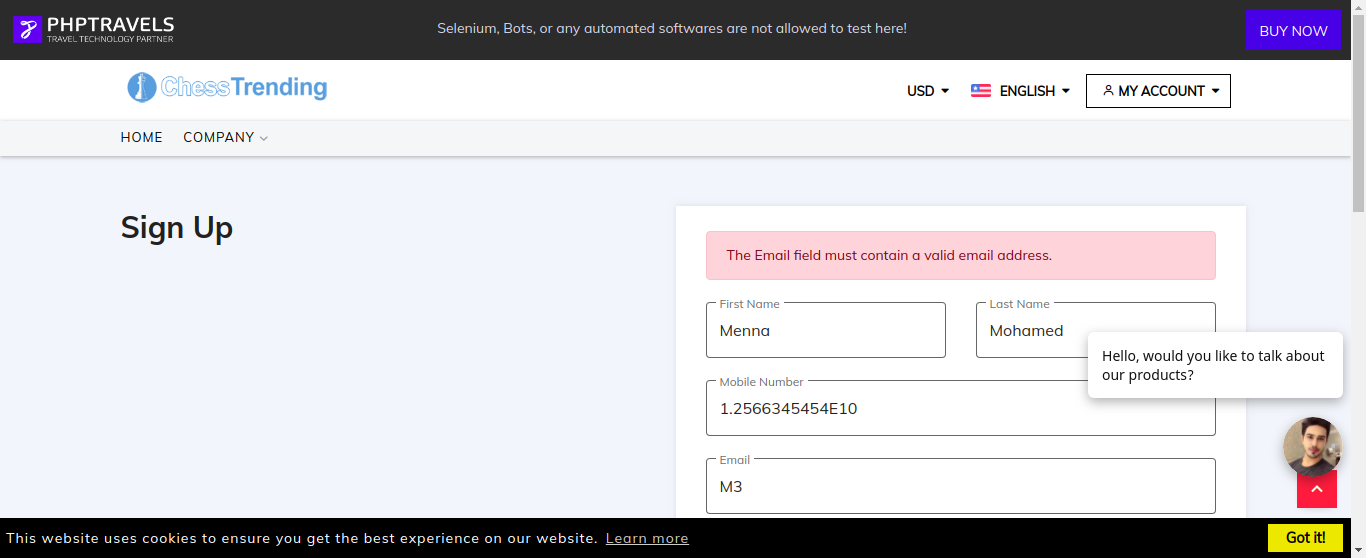 PHPTRAVELS
TRAVEL TECHNOLOGY PARTNER
Selenium, Bots, or any automated softwares are not allowed to test here!
BUY NOW
ChessTrending
USD
ENGLISH
MY ACCOUNT
HOME
COMPANY
Sign Up
The Email field must contain a valid email address.
First Name
Menna
Last Name
Mohamed
Hello, would you like to talk about
our products?
Mobile Number
1.2566345454E10
Email
M3
This website uses cookies to ensure you get the best experience on our website. Learn more
Got it!